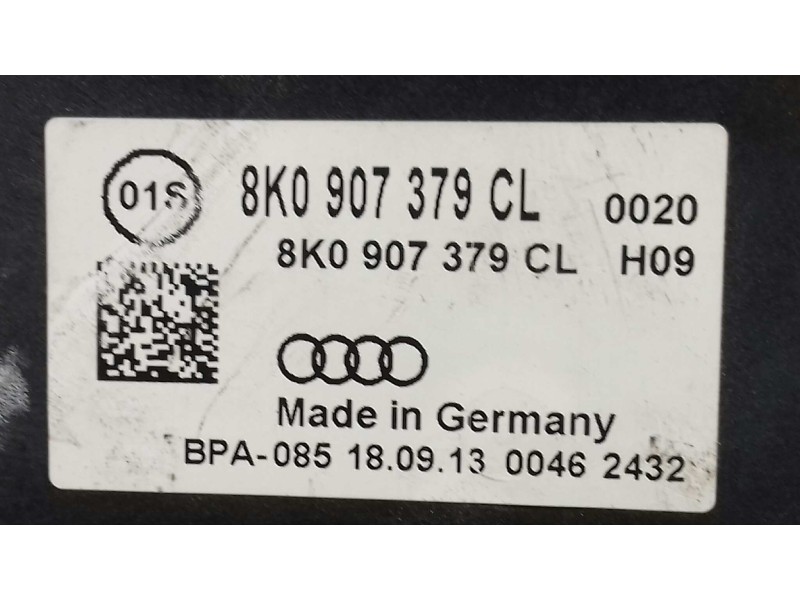 01S 8K0 907 379 CL 0020
8K0 907 379 CL H09
Made in Germany
BPA-085 18.09.13 0046 2432